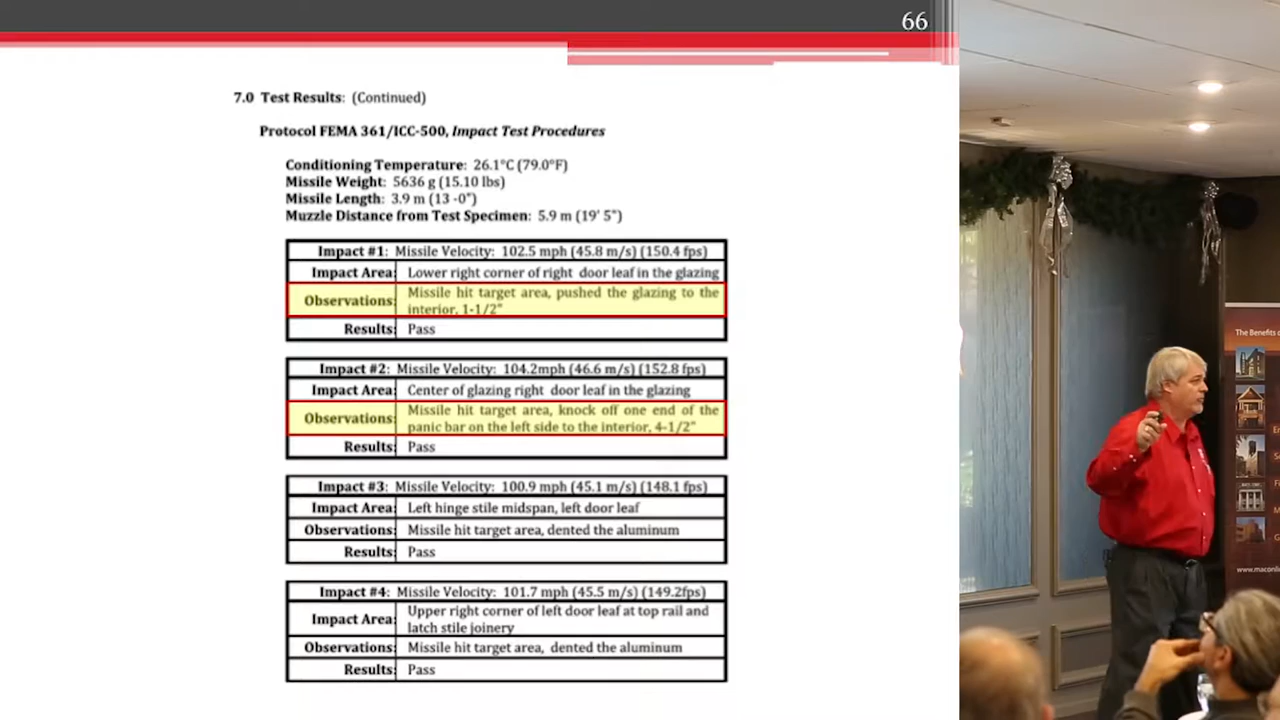 66
7.0 Test Results: (Continued)
Protocol FEMA 361/ICC-500, Impact Test Procedures
Conditioning Temperature: 26.1°C (79.0°F)
Missile Weight: 5636 g (15.10 lbs)
Missile Length: 3.9 m (13 -0")
Muzzle Distance from Test Specimen: 5.9 m (19' 5")
Impact #1: Missile Velocity: 102.5 mph (45.8 m/s) (150.4 fps)
Impact Area: Lower right corner of right door leaf in the glazing
Observations: Missile hit target area, pushed the glazing to the
interior, 1-1/2"
Results: Pass
Impact #2: Missile Velocity: 104.2mph (46.6 m/s) (152.8 fps)
Impact Area: Center of glazing right door leaf in the glazing
Observations: Missile hit target area, knock off one end of the
panic bar on the left side to the interior, 4-1/2"
Results: Pass
Impact #3: Missile Velocity: 100.9 mph (45.1 m/s) (148.1 fps)
Impact Area: Left hinge stile midspan, left door leaf
Observations: Missile hit target area, dented the aluminum
Results: Pass
Impact #4: Missile Velocity: 101.7 mph (45.5 m/s) (149.2fps)
Impact Area: Upper right corner of left door leaf at top rail and
latch stile joinery
Observations: Missile hit target area, dented the aluminum
Results: Pass
The Benefits o